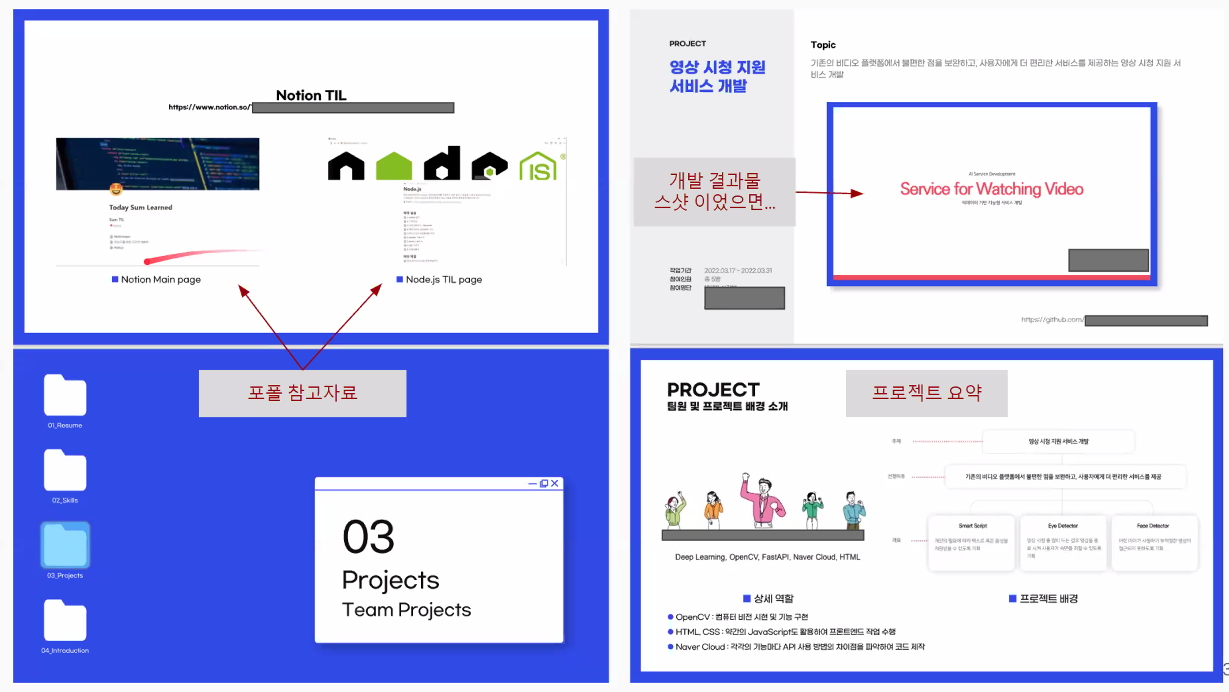 Notion TIL
https://www.notion.so/
Today Sum Learned
Sum TIL
Node.js
Notion Main page
Node.js TIL page
PROJECT
영상 시청 지원
서비스 개발
Topic
기존의 비디오 플랫폼에서 불편한 점을 보완하고, 사용자에게 더 편리한 서비스를 제공하는 영상 시청 지원 서
비스 개발
개발 결과물
스샷 이었으면...
AI Service Development
Service for Watching Video
빅데이터 기반 지능형 서비스 개발
작업기간 2022.03.17 ~ 2022.03.31
참여인원 총 5명
참여명단
https://github.com/
포폴 참고자료
01_Resume
02_Skills
03_Projects
04_Introduction
03
Projects
Team Projects
PROJECT
팀원 및 프로젝트 배경 소개
프로젝트 요약
주제
영상 시청 지원 서비스 개발
기존의 비디오 플랫폼에서 불편한 점을 보완하고, 사용자에게 더 편리한 서비스를 제공
개요
Smart Script
Eye Detector
Face Detector
Deep Learning, OpenCV, FastAPI, Naver Cloud, HTML
상세 역할
프로젝트 배경
OpenCV : 컴퓨터 비전 시현 및 기능 구현
HTML, CSS : 약간의 JavaScript도 활용하여 프론트엔드 작업 수행
Naver Cloud : 각각의 기능마다 API 사용 방법의 차이점을 파악하여 코드 제작